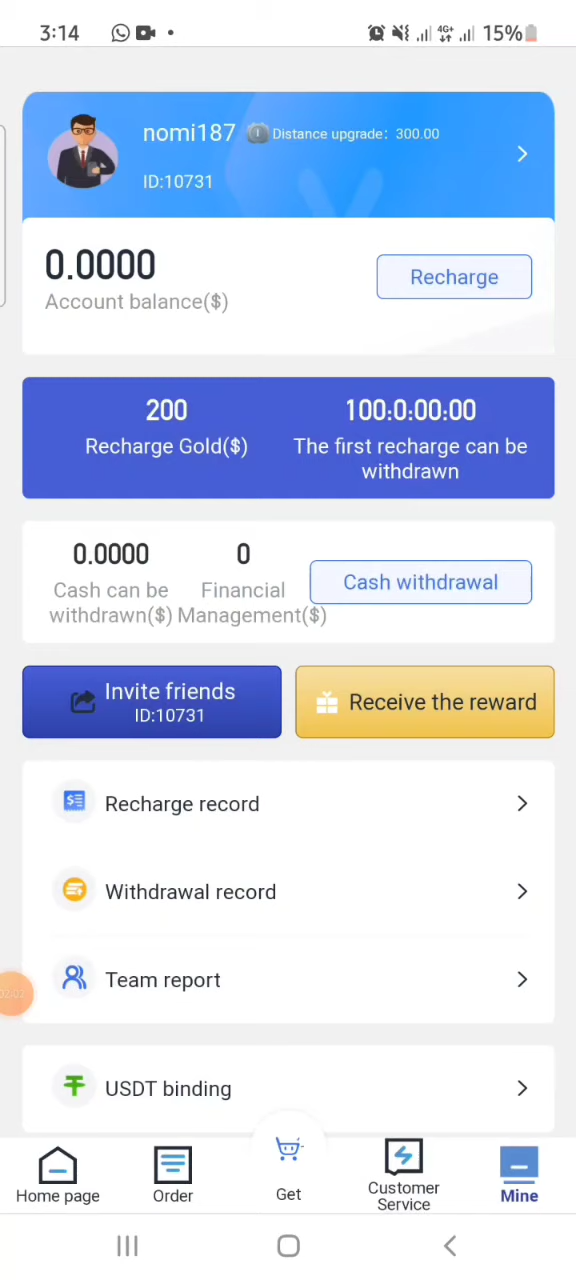 3:14
4G+
15%
nomi187
Distance upgrade: 300.00
ID:10731
0.0000
Account balance($)
Recharge
200
Recharge Gold($)
100:0:00:00
The first recharge can be
withdrawn
0.0000
Cash can be
withdrawn($)
0
Financial
Management($)
Cash withdrawal
Invite friends
ID:10731
Receive the reward
Recharge record
Withdrawal record
Team report
USDT binding
Home page
Order
Get
Customer
Service
Mine